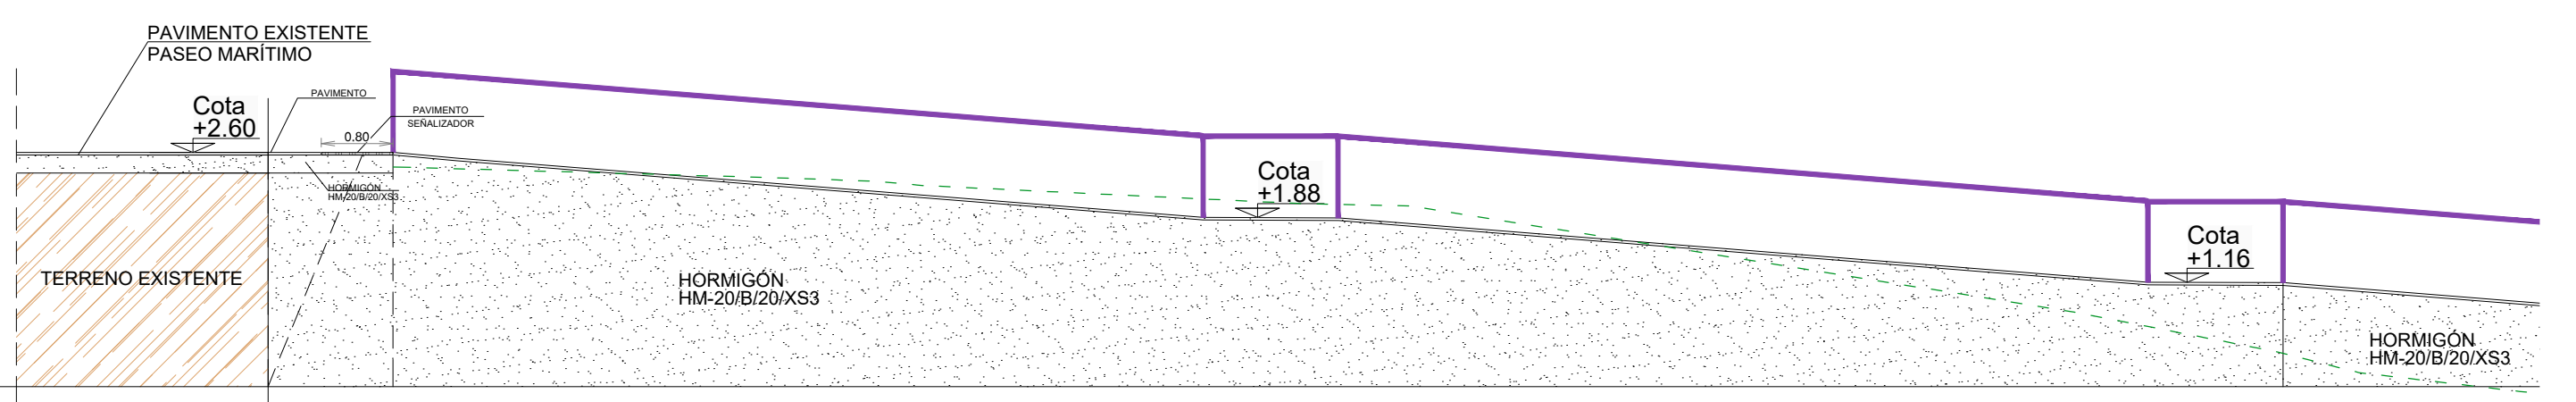 PAVIMENTO EXISTENTE
PASEO MARÍTIMO
Cota
+2.60
PAVIMENTO
PAVIMENTO
SEÑALIZADOR
0.80
HORMIGÓN
HM-20/B/20/XS3
TERRENO EXISTENTE
HORMIGÓN
HM-20/B/20/XS3
Cota
+1.88
Cota
+1.16
HORMIGÓN
HM-20/B/20/XS3